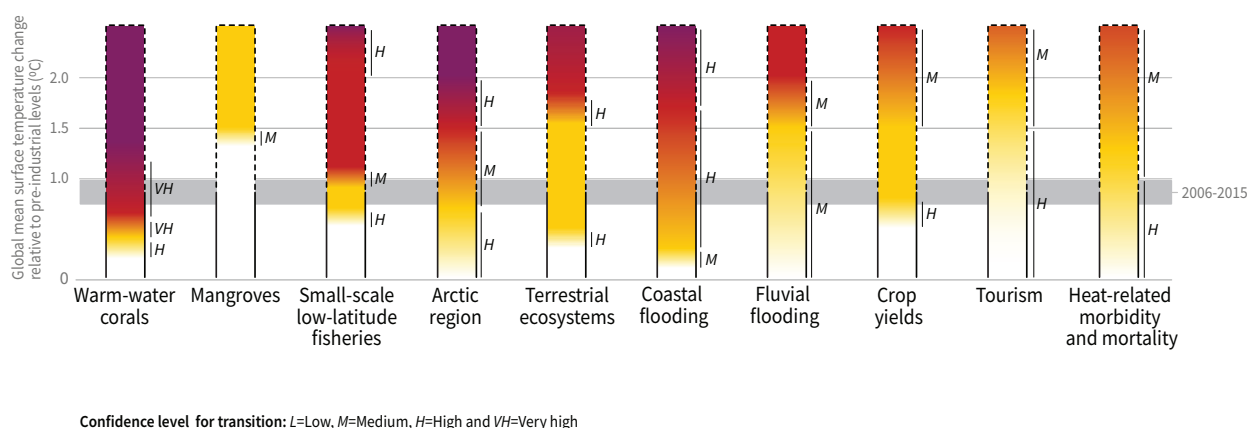 Global mean surface temperature change
relative to pre-industrial levels (ºC)
2.0
1.5
1.0
0
H
M
H
H
M
H
M
VH
VH
H
H
M
H
H
H
H
H
M
M
M
H
M
H
M
H
2006-2015
Warm-water
corals
Mangroves
Small-scale
low-latitude
fisheries
Arctic
region
Terrestrial
ecosystems
Coastal
flooding
Fluvial
flooding
Crop
yields
Tourism
Heat-related
morbidity
and mortality
Confidence level for transition: L=Low, M=Medium, H=High and VH=Very high